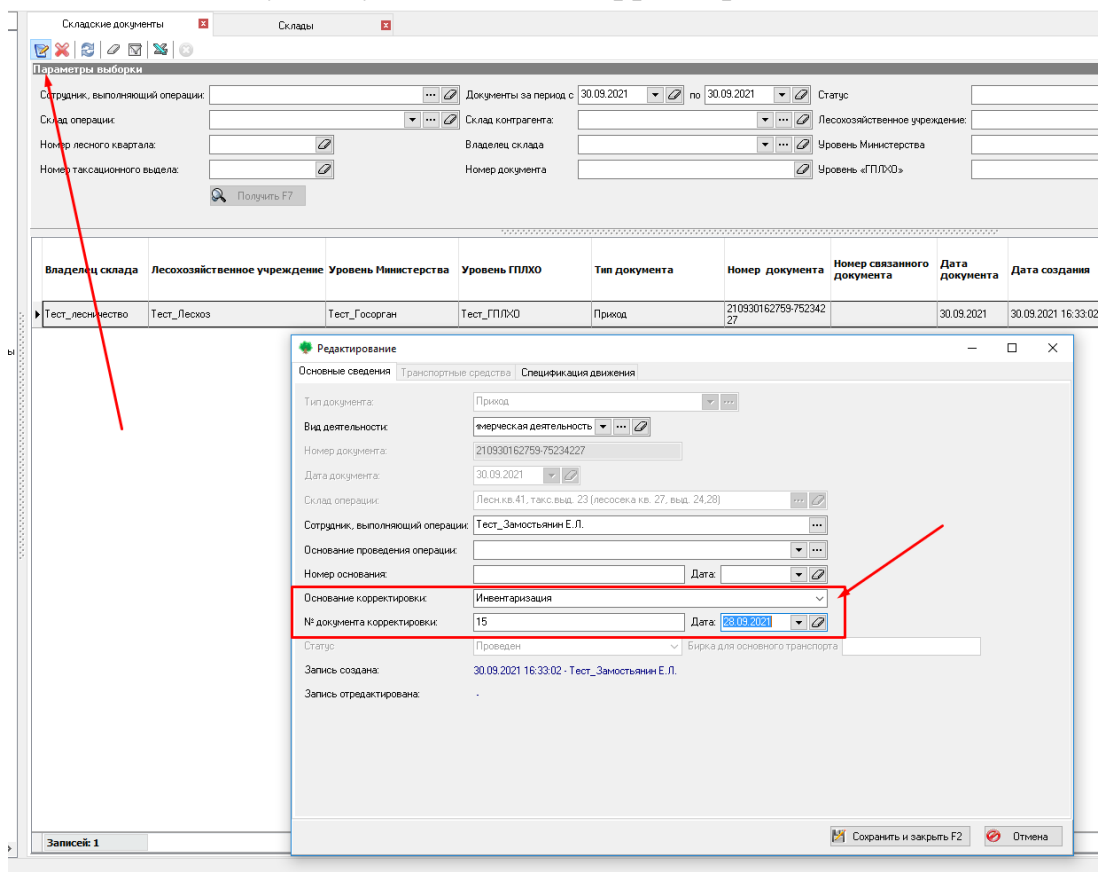 Складские документы Склады
Параметры выборки
Сотрудник, выполняющий операции: Документы за период с 30.09.2021 по 30.09.2021 Статус
Склад операции: Склад контрагента: Лесохозяйственное учреждение:
Номер лесного квартала: Владелец склада Уровень Министерства
Номер таксационного выдела: Номер документа Уровень «ГПЛХО»
Получить F7
Владелец склада Лесохозяйственное учреждение Уровень Министерства Уровень ГПЛХО Тип документа Номер документа Номер связанного документа Дата документа Дата создания
Тест_лесничество Тест_Лесхоз Тест_Госорган Тест_ГПЛХО Приход 210930162759-75234227 30.09.2021 30.09.2021 16:33:02
ы
Редактирование
Основные сведения Транспортные средства Спецификация движения
Тип документа: Приход
Вид деятельности: мерческая деятельность
Номер документа: 210930162759-75234227
Дата документа: 30.09.2021
Склад операции: Лесн.кв.41, такс.выд. 23 (лесосека кв. 27, выд. 24,28)
Сотрудник, выполняющий операции: Тест_Замостьянин Е.Л.
Основание проведения операции:
Номер основания: Дата:
Основание корректировки: Инвентаризация
№ документа корректировки: 15 Дата: 28.09.2021
Статус Проведен Бирка для основного транспорта
Запись создана: 30.09.2021 16:33:02 - Тест_Замостьянин Е.Л.
Запись отредактирована: -
Сохранить и закрыть F2 Отмена
Записей: 1